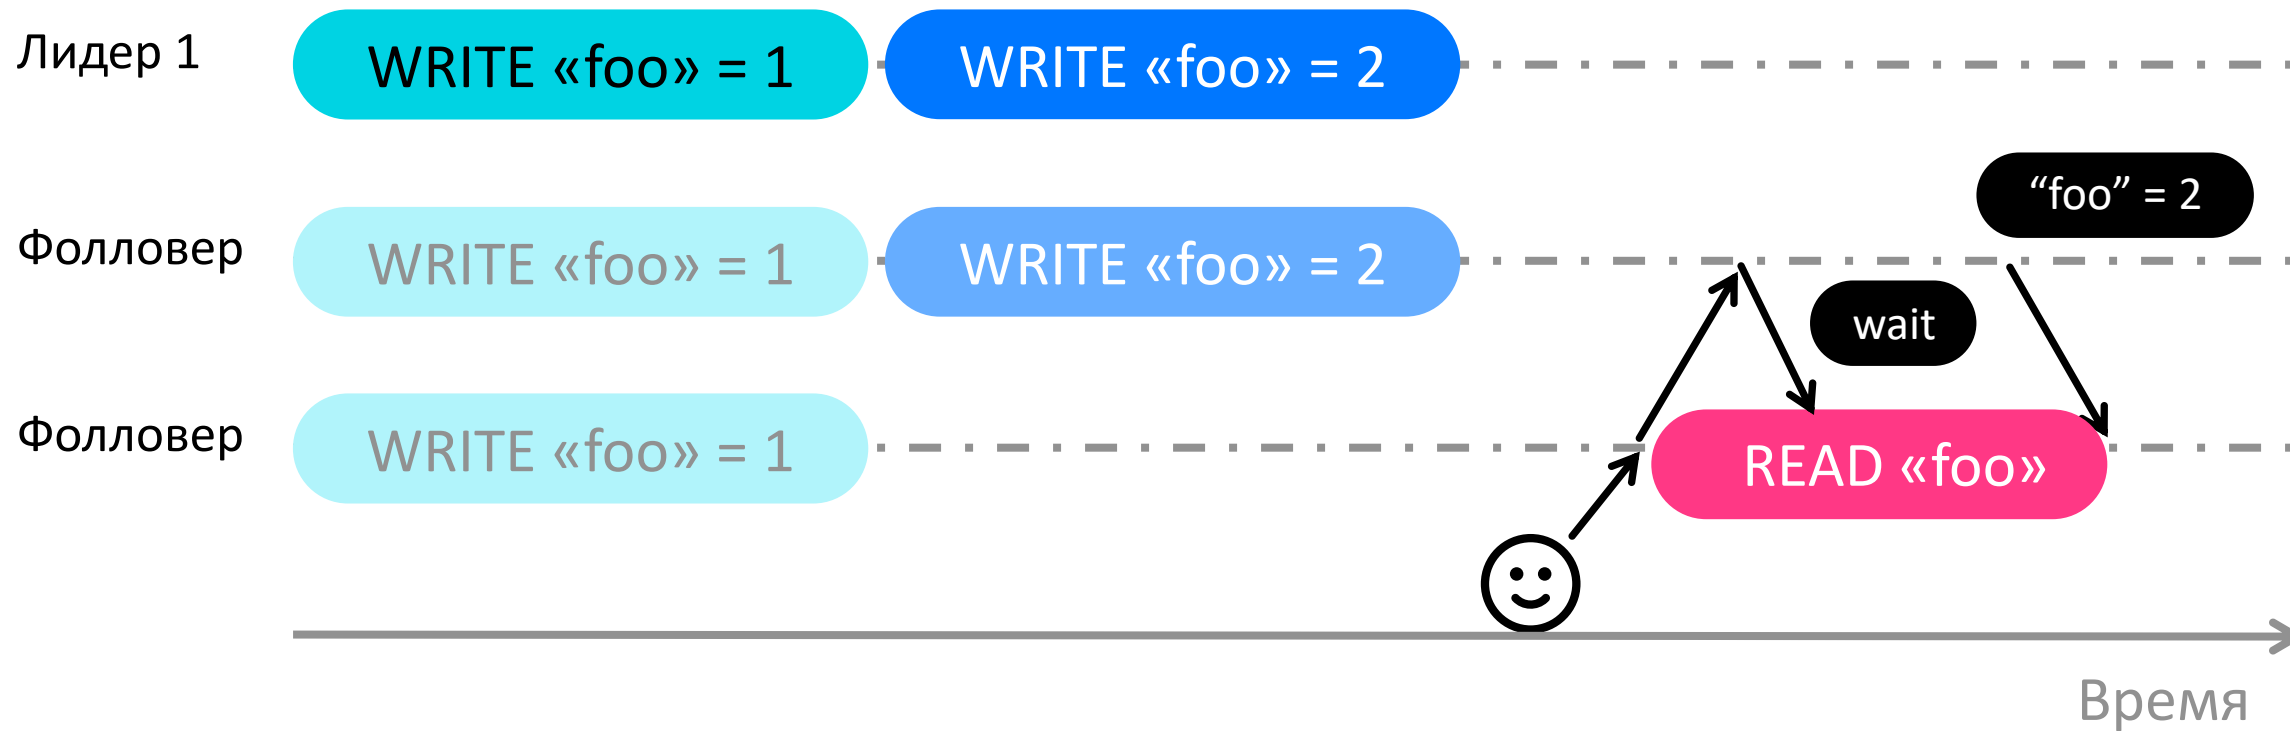 Лидер 1
WRITE «foo» = 1
WRITE «foo» = 2
“foo” = 2
Фолловер
WRITE «foo» = 1
WRITE «foo» = 2
wait
Фолловер
WRITE «foo» = 1
READ «foo»
Время